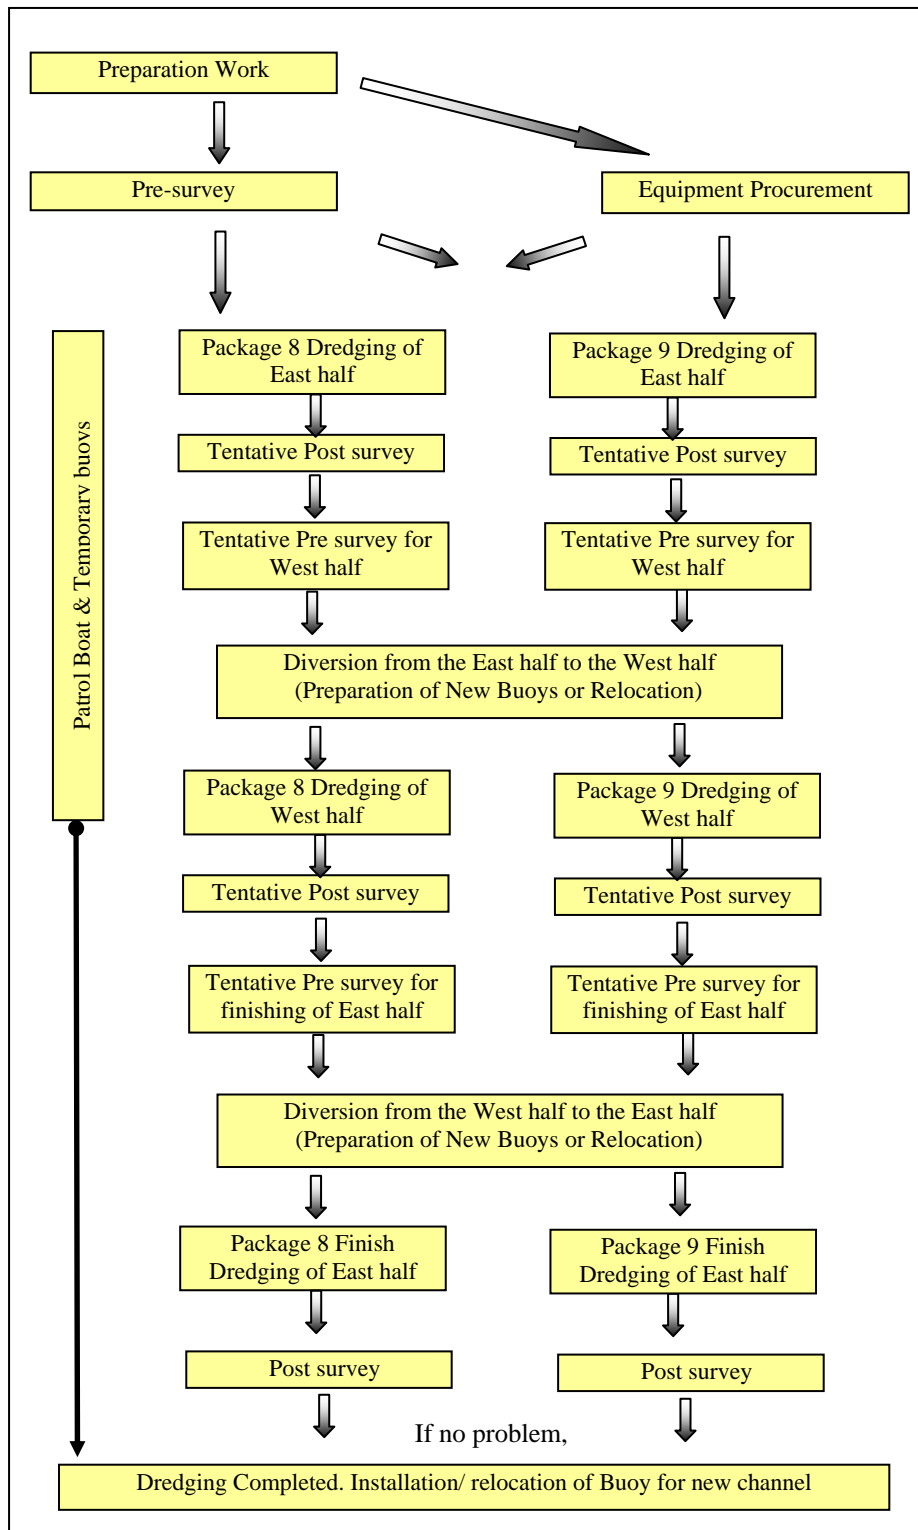 Preparation Work
Pre-survey
Equipment Procurement
Patrol Boat & Temporary buoys
Package 8 Dredging of
East half
Package 9 Dredging of
East half
Tentative Post survey
Tentative Post survey
Tentative Pre survey for
West half
Tentative Pre survey for
West half
Diversion from the East half to the West half
(Preparation of New Buoys or Relocation)
Package 8 Dredging of
West half
Package 9 Dredging of
West half
Tentative Post survey
Tentative Post survey
Tentative Pre survey for
finishing of East half
Tentative Pre survey for
finishing of East half
Diversion from the West half to the East half
(Preparation of New Buoys or Relocation)
Package 8 Finish
Dredging of East half
Package 9 Finish
Dredging of East half
Post survey
Post survey
If no problem,
Dredging Completed. Installation/ relocation of Buoy for new channel